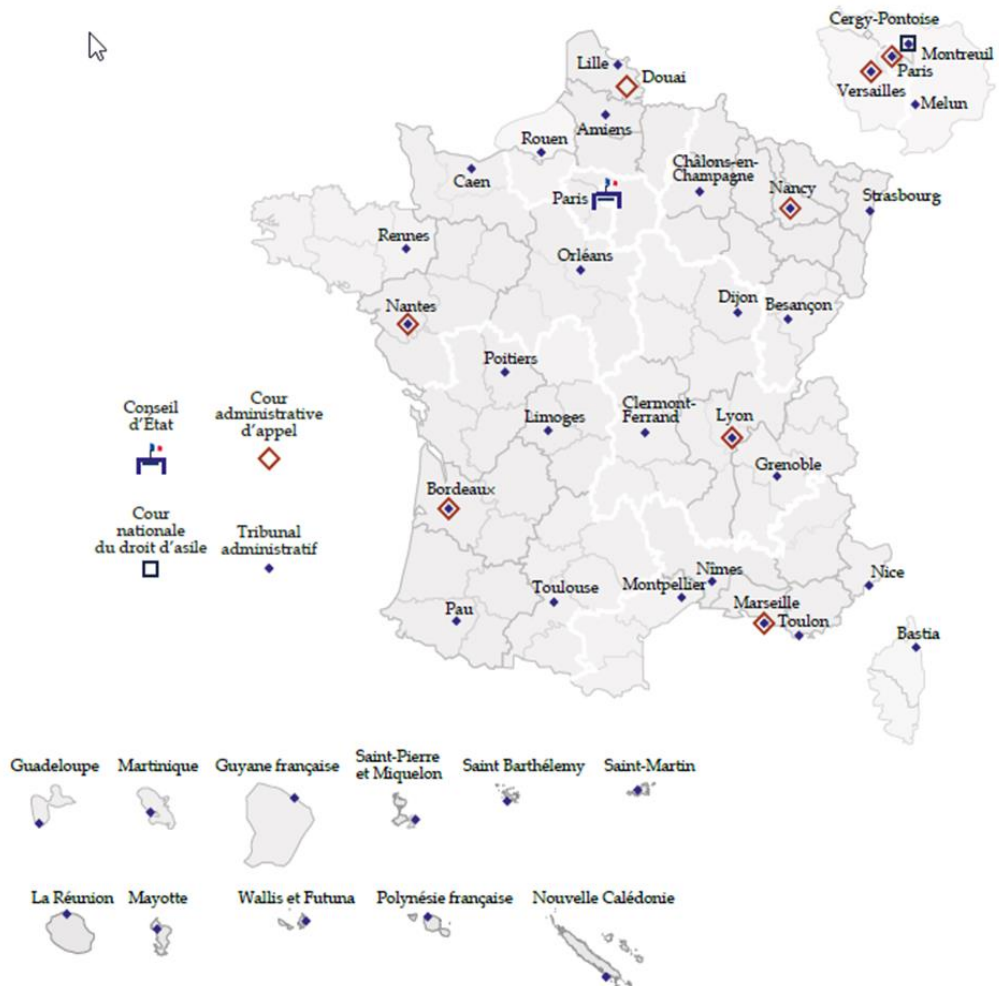 Cergy-Pontoise
Montreuil
Paris
Versailles
Melun
Lille
Douai
Amiens
Rouen
Caen
Châlons-en-
Champagne
Nancy
Strasbourg
Paris
Rennes
Orléans
Nantes
Dijon
Besançon
Poitiers
Limoges
Clermont-
Ferrand
Lyon
Grenoble
Bordeaux
Conseil
d'Etat
Cour
administrative
d'appel
Cour
nationale
du droit d'asile
Tribunal
administratif
Pau
Toulouse
Montpellier
Nîmes
Marseille
Toulon
Nice
Bastia
Guadeloupe
Martinique
Guyane française
Saint-Pierre
et Miquelon
Saint Barthélemy
Saint-Martin
La Réunion
Mayotte
Wallis et Futuna
Polynésie française
Nouvelle Calédonie